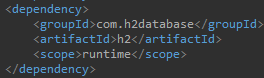 <dependency>
<groupId>com.h2database</groupId>
<artifactId>h2</artifactId>
<scope>runtime</scope>
</dependency>